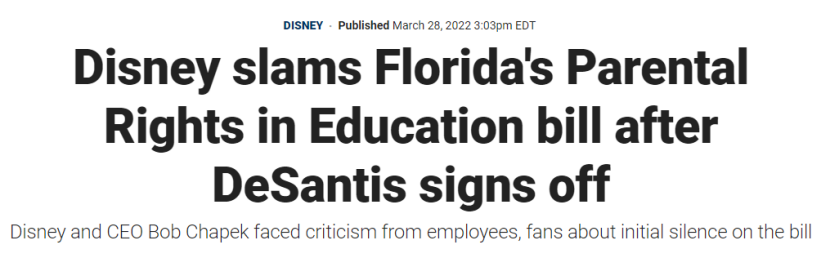 DISNEY · Published March 28, 2022 3:03pm EDT
Disney slams Florida's Parental
Rights in Education bill after
DeSantis signs off
Disney and CEO Bob Chapek faced criticism from employees, fans about initial silence on the bill